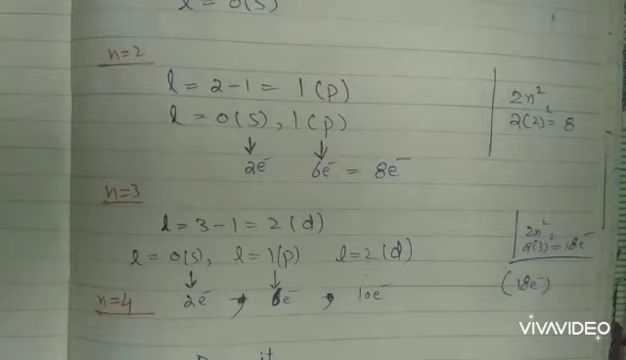 l = 0(S)
n=2
l = 2-1 = 1(p)
l = 0(S), 1(p)
↓ ↓
2e⁻ 6e⁻ = 8e⁻
2n²
2(2)² = 8
n=3
l = 3-1 = 2(d)
l = 0(s), l = 1(p) l=2(d)
↓ ↓
2e⁻, 6e⁻, 10e⁻
2n²
2(3)² = 18e⁻
(18e⁻)
n=4
VIVAVIDEO